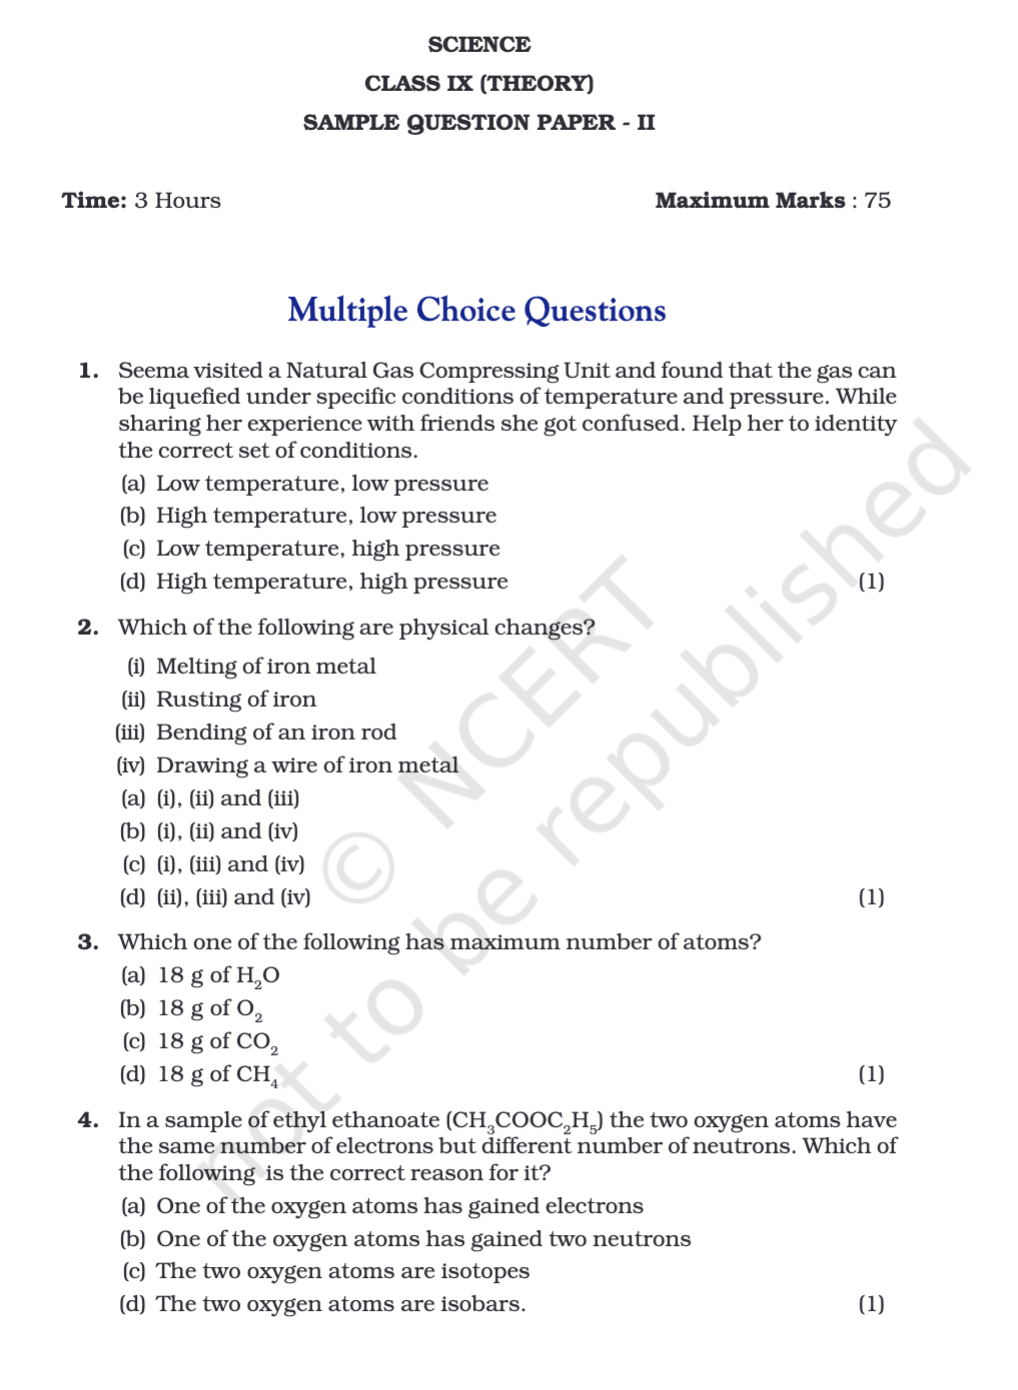 SCIENCE
CLASS IX (THEORY)
SAMPLE QUESTION PAPER - II
Time: 3 Hours Maximum Marks : 75
Multiple Choice Questions
1. Seema visited a Natural Gas Compressing Unit and found that the gas can
be liquefied under specific conditions of temperature and pressure. While
sharing her experience with friends she got confused. Help her to identity
the correct set of conditions.
(a) Low temperature, low pressure
(b) High temperature, low pressure
(c) Low temperature, high pressure
(d) High temperature, high pressure (1)
2. Which of the following are physical changes?
(i) Melting of iron metal
(ii) Rusting of iron
(iii) Bending of an iron rod
(iv) Drawing a wire of iron metal
(a) (i), (ii) and (iii)
(b) (i), (ii) and (iv)
(c) (i), (iii) and (iv)
(d) (ii), (iii) and (iv) (1)
3. Which one of the following has maximum number of atoms?
(a) 18 g of H₂O
(b) 18 g of O₂
(c) 18 g of CO₂
(d) 18 g of CH₄ (1)
4. In a sample of ethyl ethanoate (CH₃COOC₂H₅) the two oxygen atoms have
the same number of electrons but different number of neutrons. Which of
the following is the correct reason for it?
(a) One of the oxygen atoms has gained electrons
(b) One of the oxygen atoms has gained two neutrons
(c) The two oxygen atoms are isotopes
(d) The two oxygen atoms are isobars. (1)
© NCERT
not to be republished